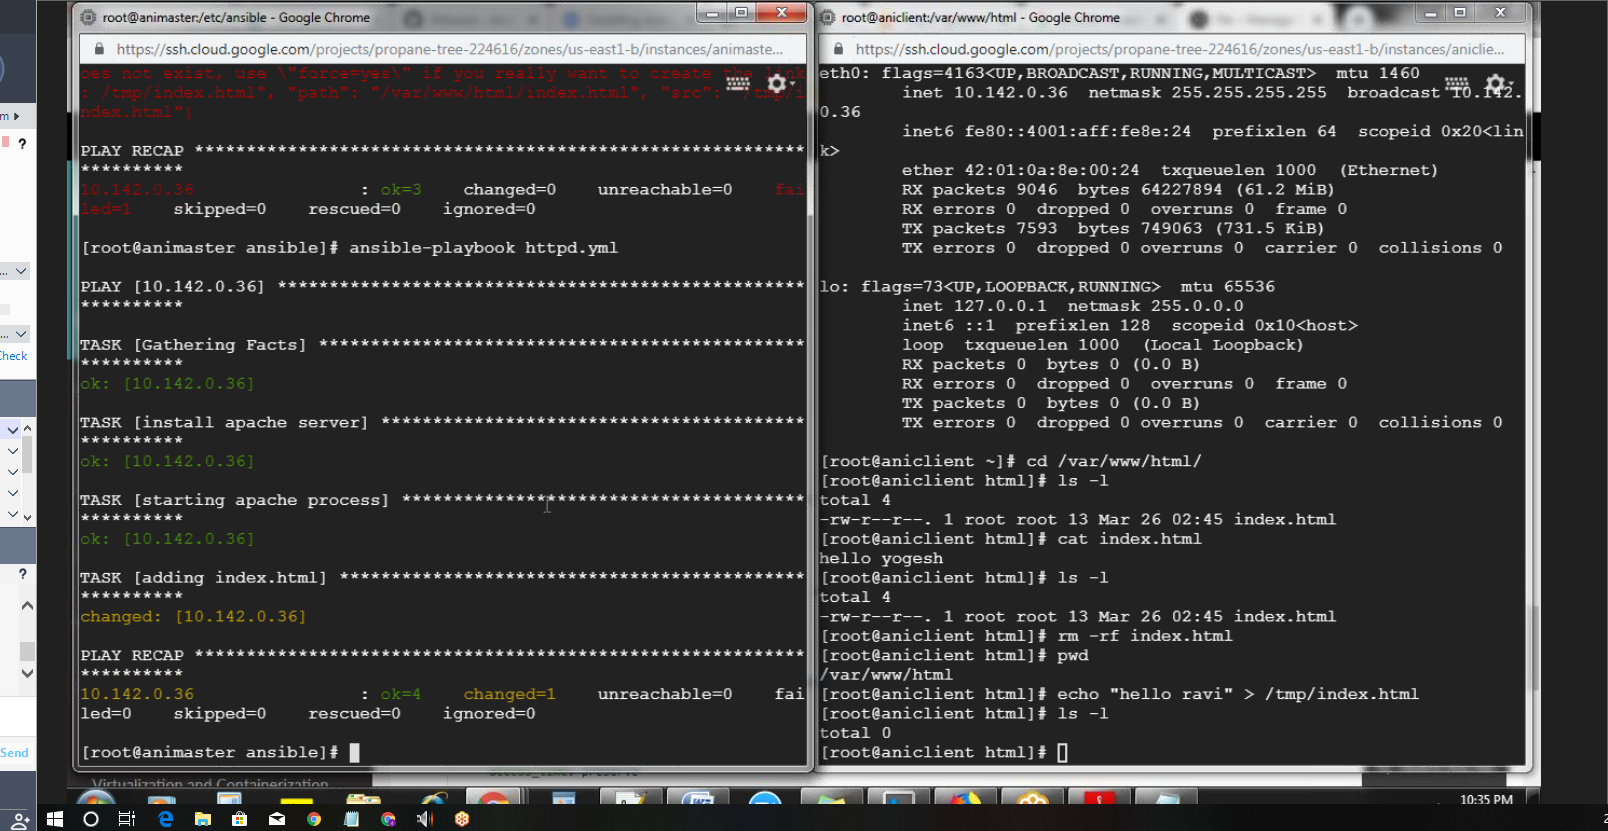 root@animaster:/etc/ansible - Google Chrome
https://ssh.cloud.google.com/projects/propane-tree-224616/zones/us-east1-b/instances/animaste...
oes not exist, use \"force=yes\" if you really want to create the link
: /tmp/index.html", "path": "/var/www/html/index.html", "src": "/tmp/i
ndex.html"}
PLAY RECAP ***********************************************************
**********
10.142.0.36 : ok=3 changed=0 unreachable=0 fai
led=1 skipped=0 rescued=0 ignored=0
[root@animaster ansible]# ansible-playbook httpd.yml
PLAY [10.142.0.36] ***************************************************
**********
TASK [Gathering Facts] ***********************************************
**********
ok: [10.142.0.36]
TASK [install apache server] *****************************************
**********
ok: [10.142.0.36]
TASK [starting apache process] ***************************************
**********
ok: [10.142.0.36]
TASK [adding index.html] *********************************************
**********
changed: [10.142.0.36]
PLAY RECAP ***********************************************************
**********
10.142.0.36 : ok=4 changed=1 unreachable=0 fai
led=0 skipped=0 rescued=0 ignored=0
[root@animaster ansible]#
root@aniclient:/var/www/html - Google Chrome
https://ssh.cloud.google.com/projects/propane-tree-224616/zones/us-east1-b/instances/aniclie...
eth0: flags=4163<UP,BROADCAST,RUNNING,MULTICAST> mtu 1460
inet 10.142.0.36 netmask 255.255.255.255 broadcast 10.142.
0.36
inet6 fe80::4001:aff:fe8e:24 prefixlen 64 scopeid 0x20<lin
k>
ether 42:01:0a:8e:00:24 txqueuelen 1000 (Ethernet)
RX packets 9046 bytes 64227894 (61.2 MiB)
RX errors 0 dropped 0 overruns 0 frame 0
TX packets 7593 bytes 749063 (731.5 KiB)
TX errors 0 dropped 0 overruns 0 carrier 0 collisions 0
lo: flags=73<UP,LOOPBACK,RUNNING> mtu 65536
inet 127.0.0.1 netmask 255.0.0.0
inet6 ::1 prefixlen 128 scopeid 0x10<host>
loop txqueuelen 1000 (Local Loopback)
RX packets 0 bytes 0 (0.0 B)
RX errors 0 dropped 0 overruns 0 frame 0
TX packets 0 bytes 0 (0.0 B)
TX errors 0 dropped 0 overruns 0 carrier 0 collisions 0
[root@aniclient ~]# cd /var/www/html/
[root@aniclient html]# ls -l
total 4
-rw-r--r--. 1 root root 13 Mar 26 02:45 index.html
[root@aniclient html]# cat index.html
hello yogesh
[root@aniclient html]# ls -l
total 4
-rw-r--r--. 1 root root 13 Mar 26 02:45 index.html
[root@aniclient html]# rm -rf index.html
[root@aniclient html]# pwd
/var/www/html
[root@aniclient html]# echo "hello ravi" > /tmp/index.html
[root@aniclient html]# ls -l
total 0
[root@aniclient html]#
m
?
...
...
Check
?
Send
Virtualization and Containerization
10:35 PM